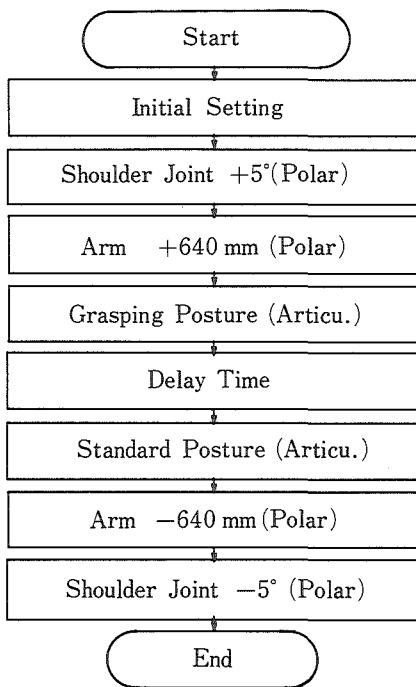 Start
Initial Setting
Shoulder Joint +5°(Polar)
Arm +640 mm (Polar)
Grasping Posture (Articu.)
Delay Time
Standard Posture (Articu.)
Arm −640 mm (Polar)
Shoulder Joint −5° (Polar)
End